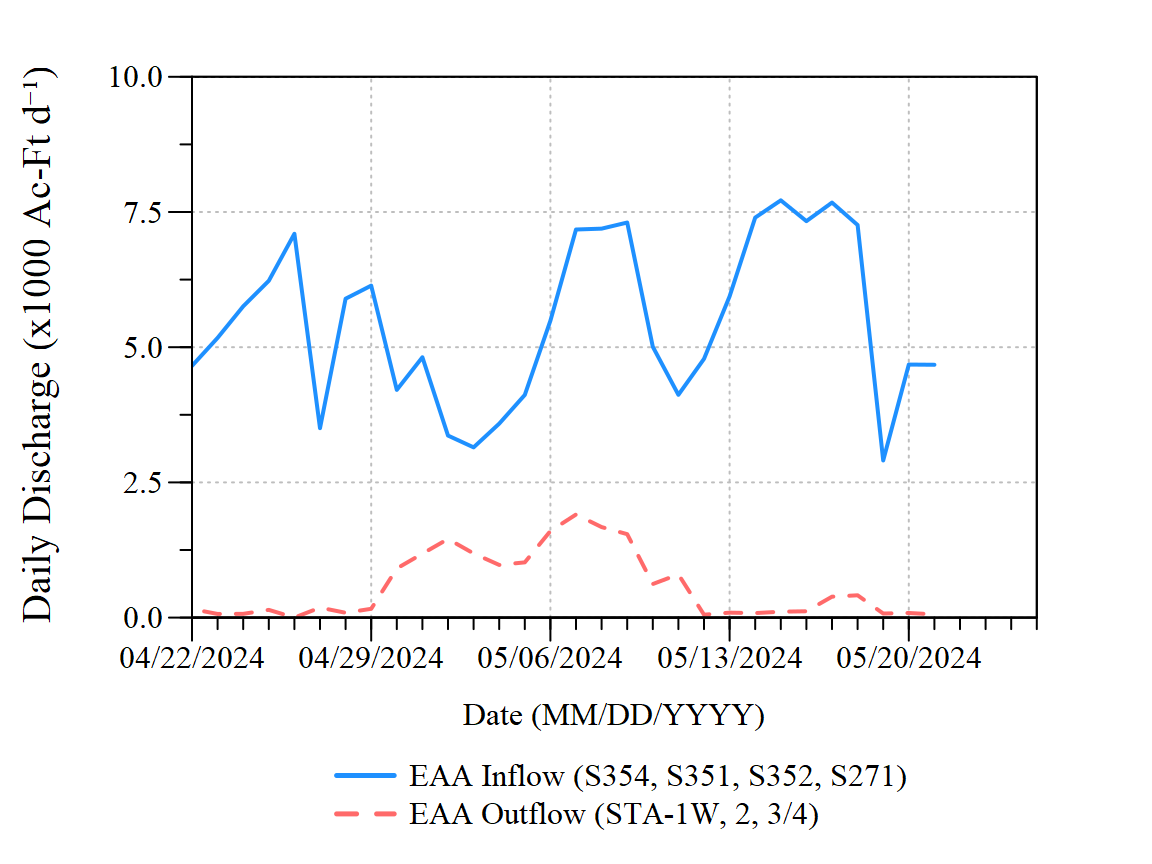 Daily Discharge (x1000 Ac-Ft d⁻¹)
10.0
7.5
5.0
2.5
0.0
04/22/2024 04/29/2024 05/06/2024 05/13/2024 05/20/2024
Date (MM/DD/YYYY)
EAA Inflow (S354, S351, S352, S271)
EAA Outflow (STA-1W, 2, 3/4)